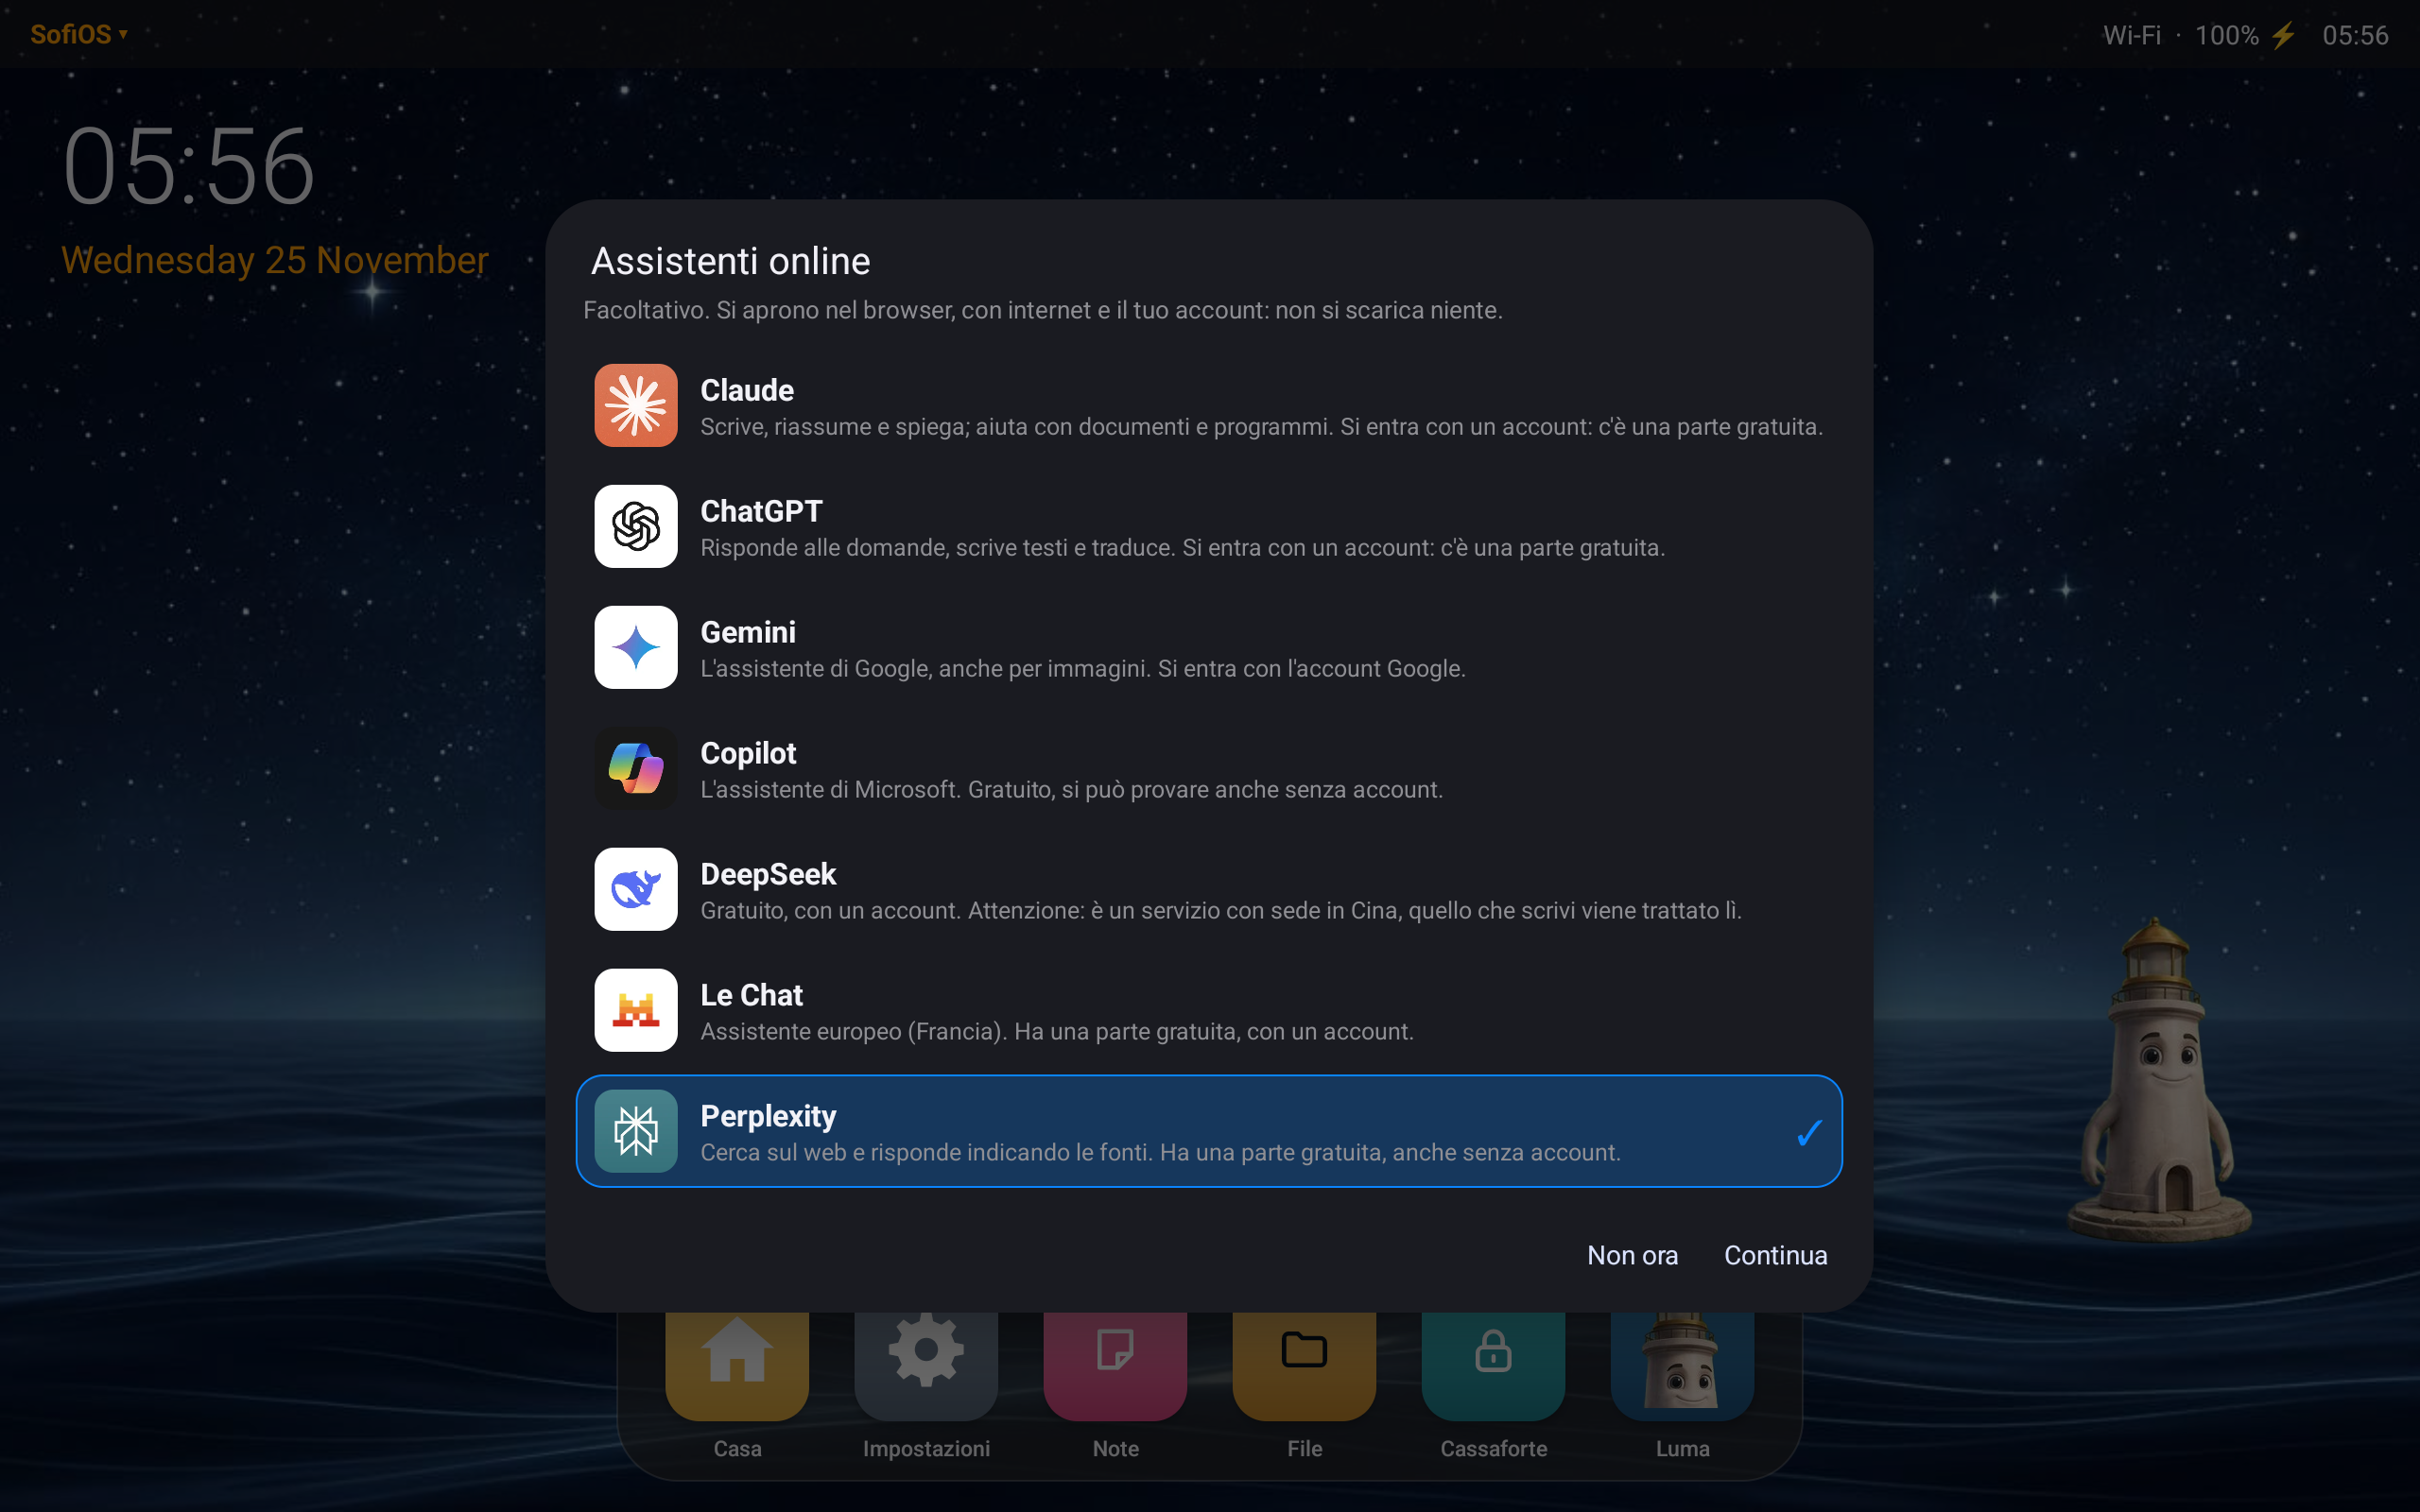 SofiOS ▾
Wi-Fi · 100% ⚡ 05:56
05:56
Wednesday 25 November
Assistenti online
Facoltativo. Si aprono nel browser, con internet e il tuo account: non si scarica niente.
Claude
Scrive, riassume e spiega; aiuta con documenti e programmi. Si entra con un account: c'è una parte gratuita.
ChatGPT
Risponde alle domande, scrive testi e traduce. Si entra con un account: c'è una parte gratuita.
Gemini
L'assistente di Google, anche per immagini. Si entra con l'account Google.
Copilot
L'assistente di Microsoft. Gratuito, si può provare anche senza account.
DeepSeek
Gratuito, con un account. Attenzione: è un servizio con sede in Cina, quello che scrivi viene trattato lì.
Le Chat
Assistente europeo (Francia). Ha una parte gratuita, con un account.
Perplexity
Cerca sul web e risponde indicando le fonti. Ha una parte gratuita, anche senza account.
✓
Non ora Continua
Casa Impostazioni Note File Cassaforte Luma